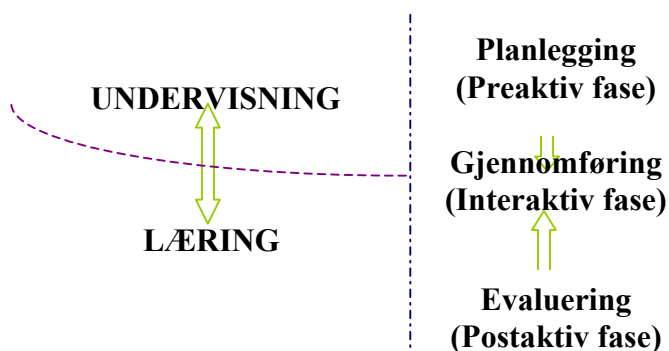 UNDERVISNING
LÆRING
Planlegging
(Preaktiv fase)
Gjennomføring
(Interaktiv fase)
Evaluering
(Postaktiv fase)